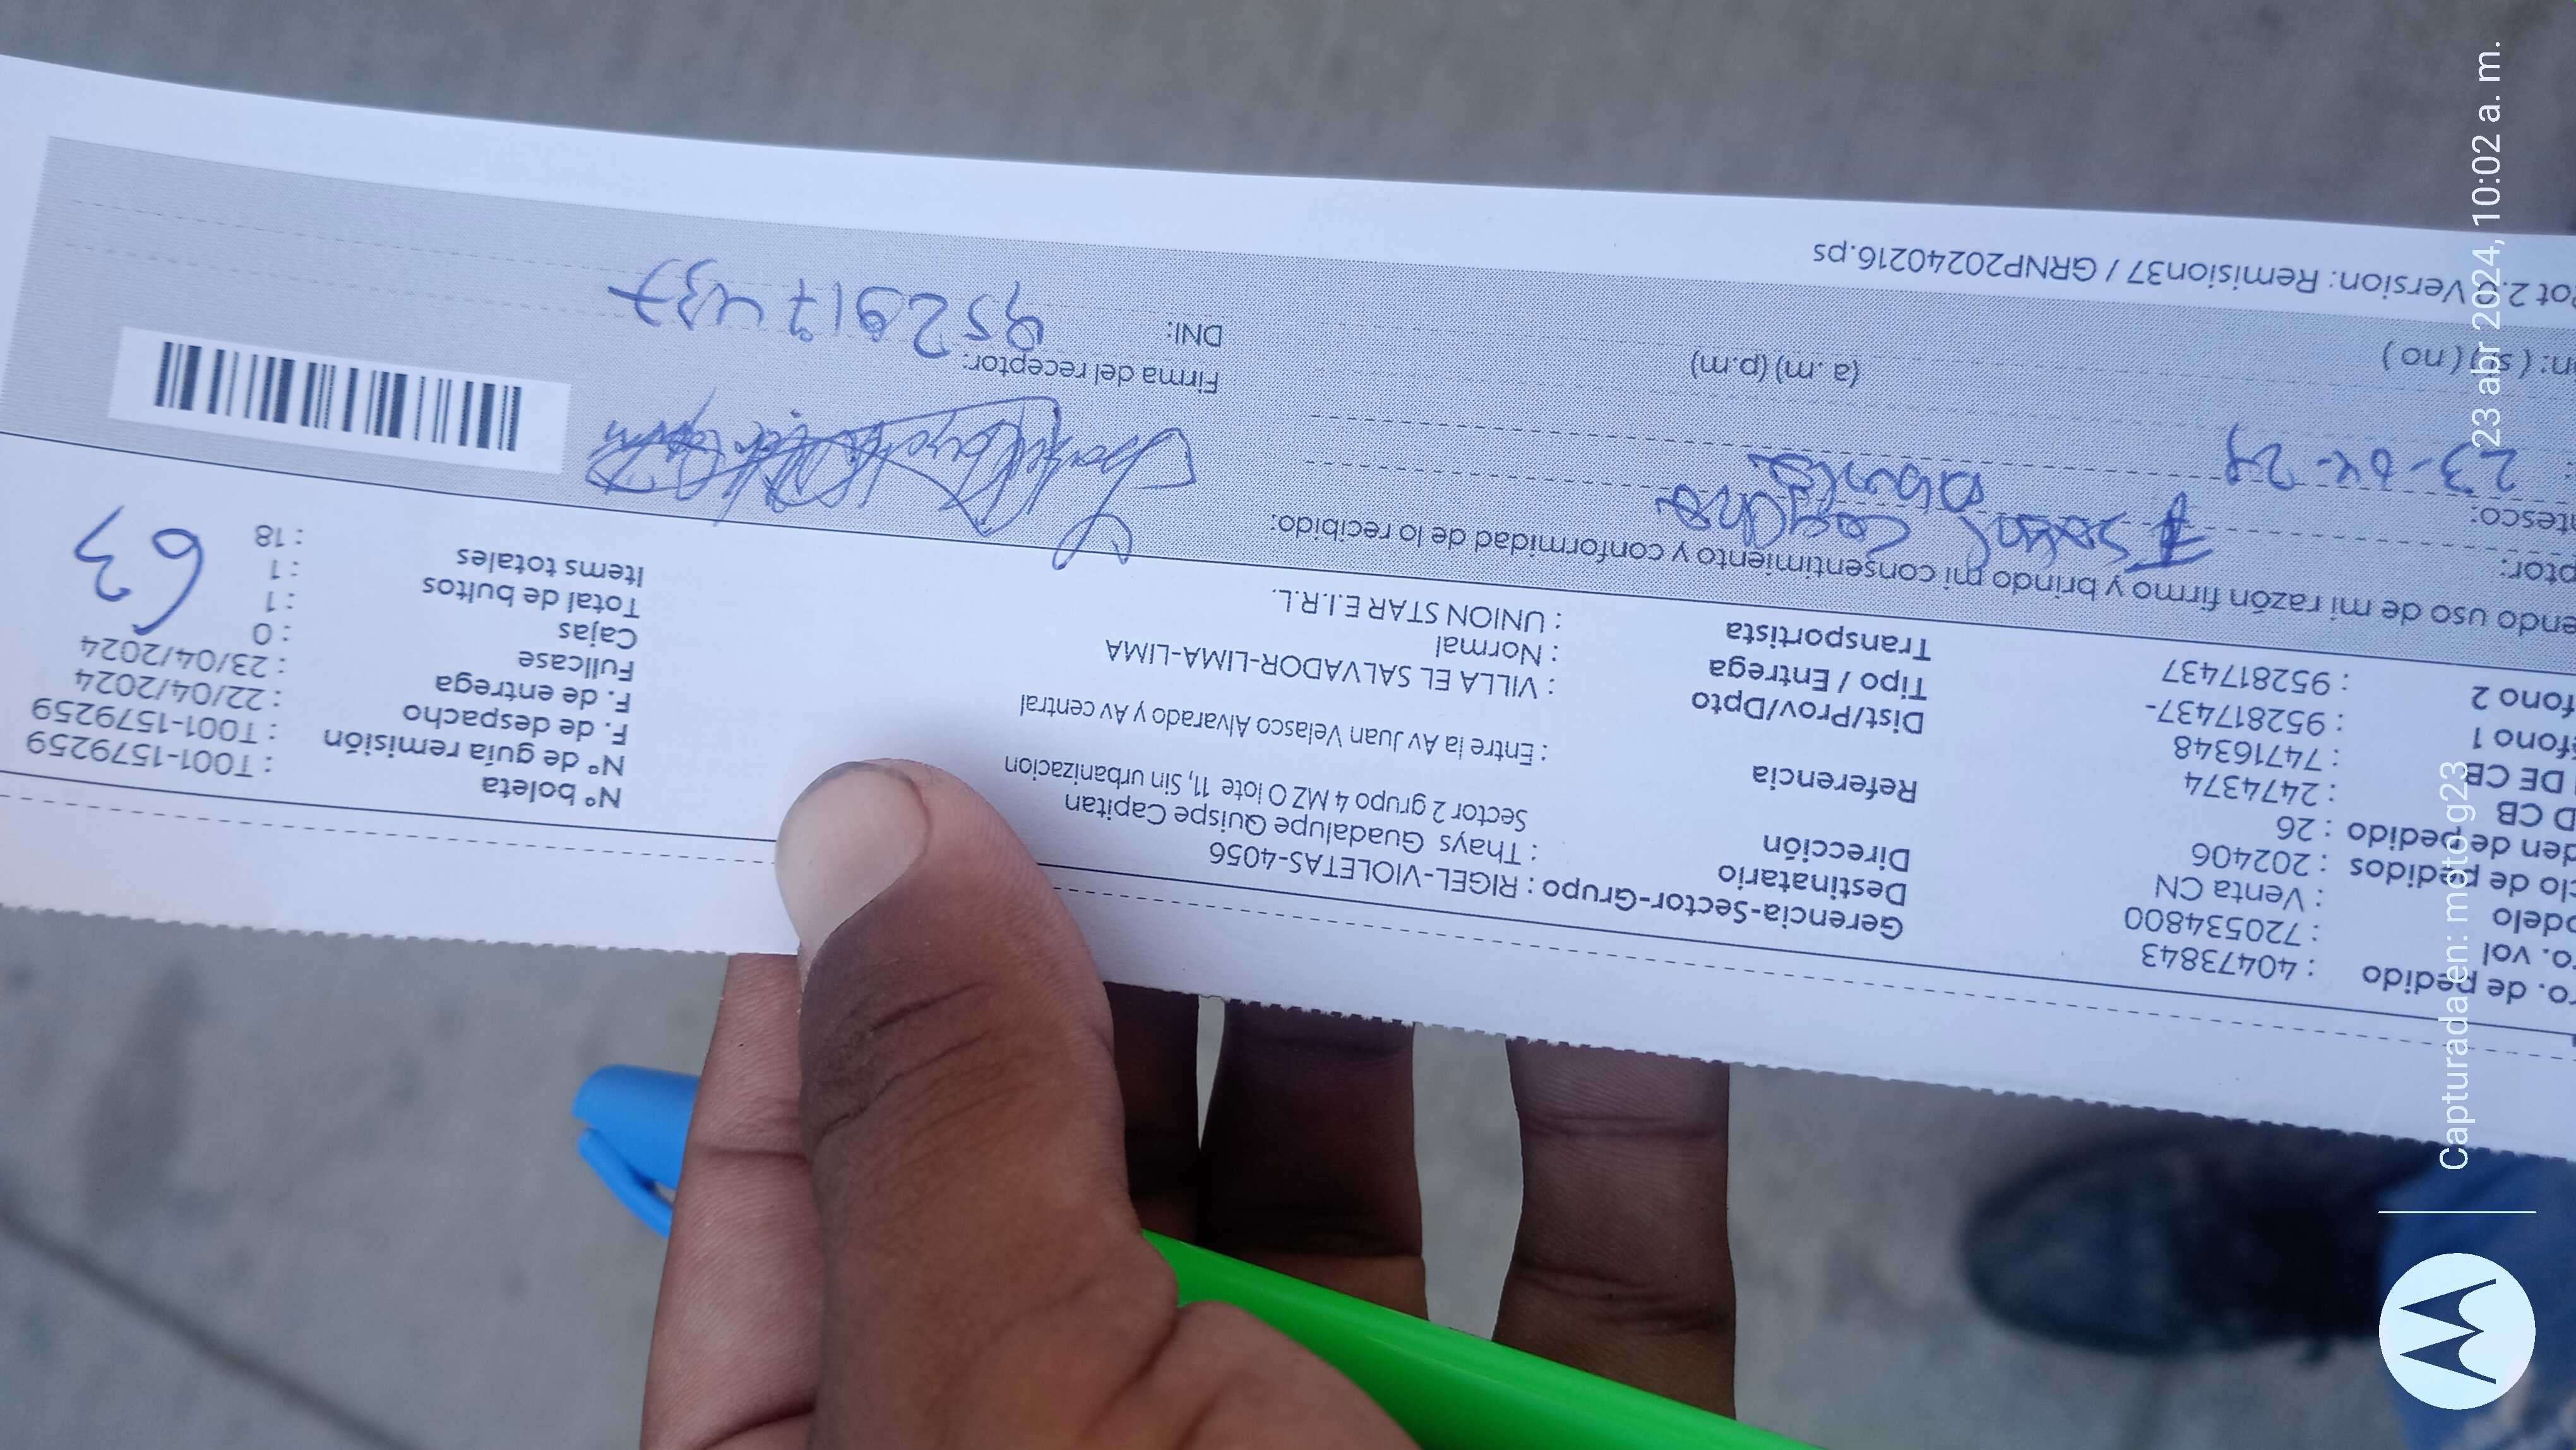 ro. de pedido : 40473843
ro. vol : 720534800
odelo : Venta CN
clo de pedidos : 202406
den de pedido : 26
D CB : 2474374
DE CB : 74716348
fono 1 : 952817437-
fono 2 : 952817437
Gerencia-Sector-Grupo : RIGEL-VIOLETAS-4056
Destinatario : Thays Guadalupe Quispe Capitan
Dirección Sector 2 grupo 4 MZ O lote 11, Sin urbanizacion
Referencia : Entre la Av Juan Velasco Alvarado y Av central
Dist/Prov/Dpto : VILLA EL SALVADOR-LIMA-LIMA
Tipo / Entrega : Normal
Transportista : UNION STAR E.I.R.L.
Nº boleta : T001-1579259
Nº de guía remisión : T001-1579259
F. de despacho : 22/04/2024
F. de entrega : 23/04/2024
Fullcase : 0
Cajas : 1
Total de bultos : 1
Items totales : 18
63
endo uso de mi razón firmo y brindo mi consentimiento y conformidad de lo recibido:
ptor:
ntesco:
23-04-24
n: ( si) ( no )
(a .m) (p.m)
Firma del receptor:
DNI: 952817437
ot 2. Version: Remision37 / GRNP20240216.ps
Capturada en: moto g23
23 abr 2024, 10:02 a. m.